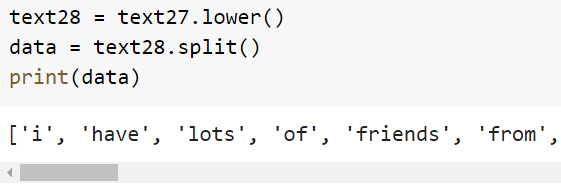 text28 = text27.lower()
data = text28.split()
print(data)
['i', 'have', 'lots', 'of', 'friends', 'from',